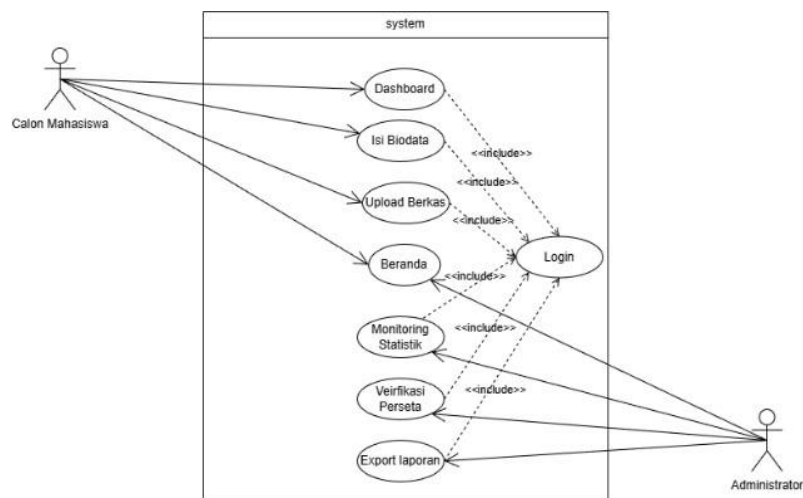 system
Dashboard
Calon Mahasiswa
Isi Biodata
<<include>>
<<include>>
Upload Berkas
<<include>>
Beranda
Login
<<include>>
Monitoring
Statistik
<<include>>
Veirfikasi
Perseta
<<include>>
Export laporan
Administrator